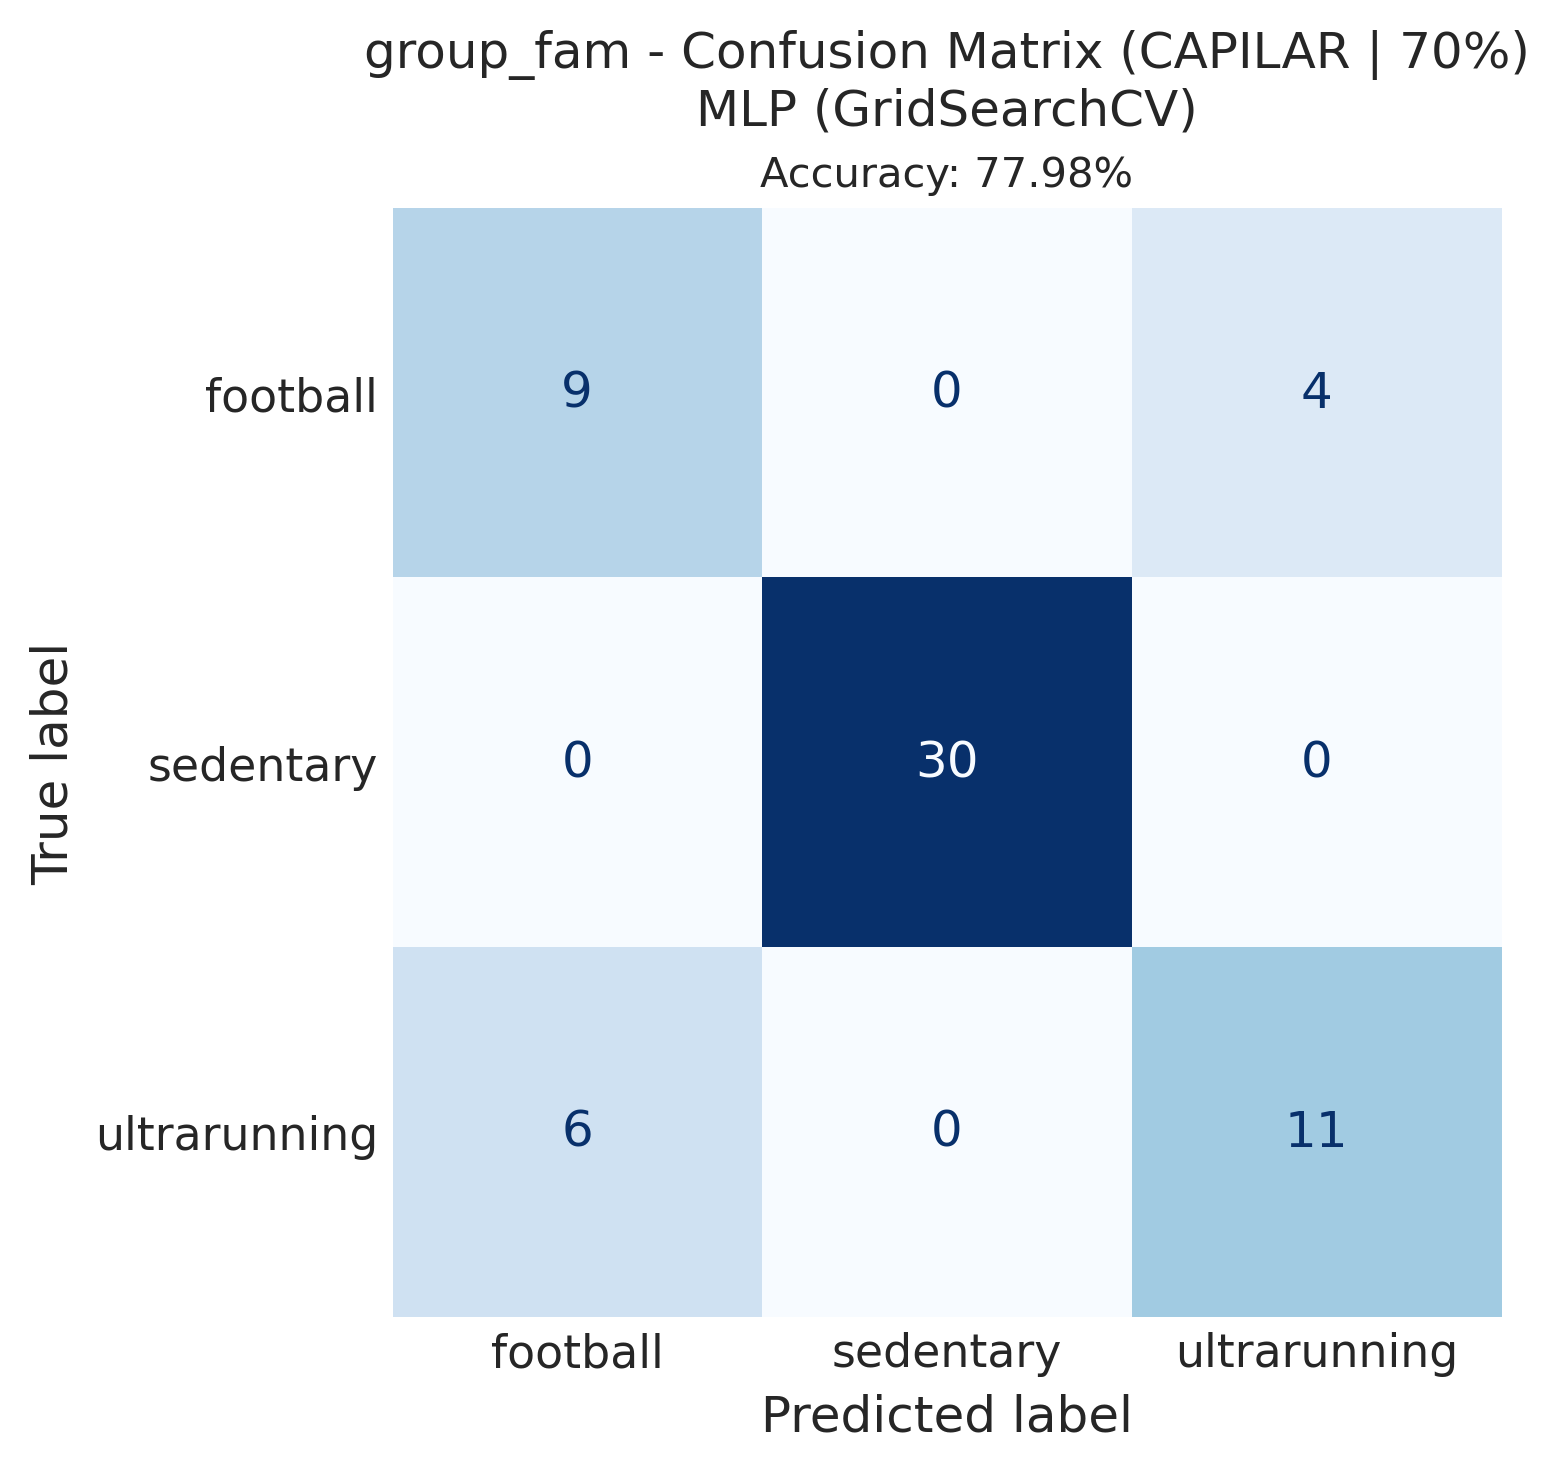 group_fam - Confusion Matrix (CAPILAR | 70%)
MLP (GridSearchCV)
Accuracy: 77.98%
football 9 0 4
sedentary 0 30 0
ultrarunning 6 0 11
True label
football sedentary ultrarunning
Predicted label